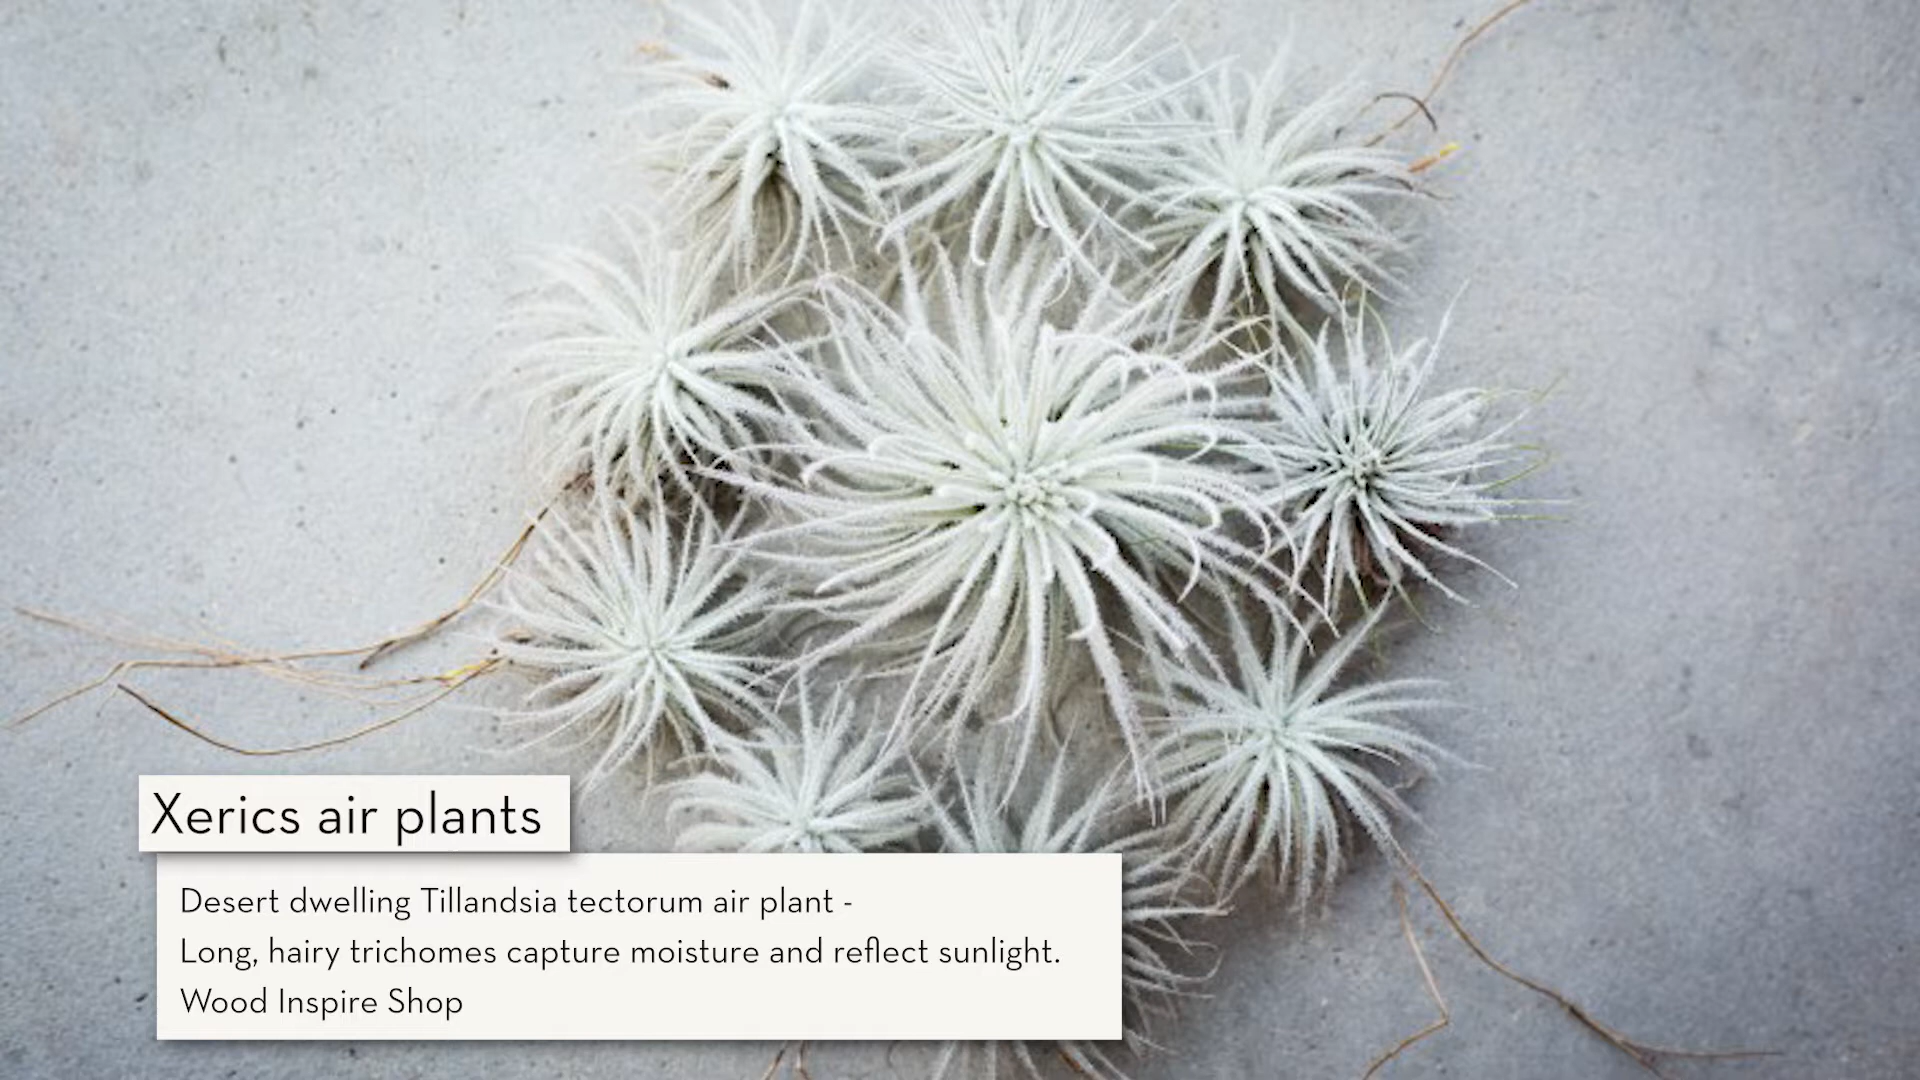 Xerics air plants
Desert dwelling Tillandsia tectorum air plant -
Long, hairy trichomes capture moisture and reflect sunlight.
Wood Inspire Shop